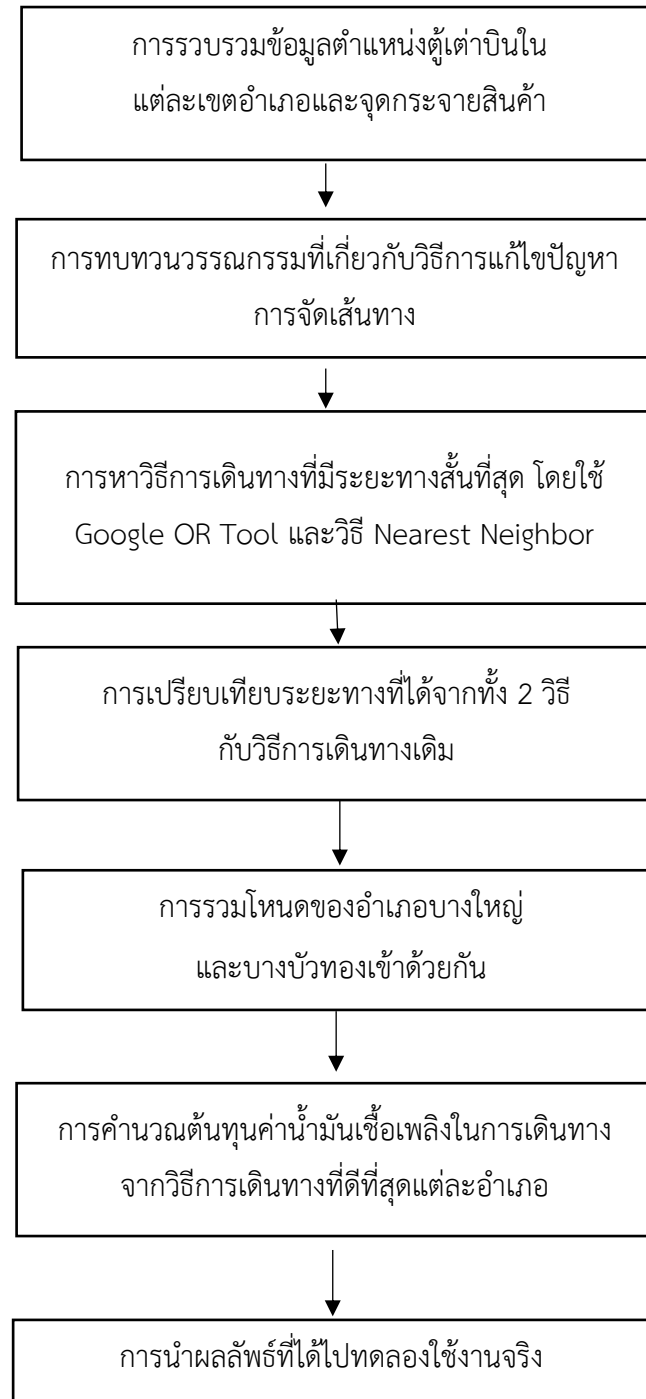 การรวบรวมข้อมูลตำแหน่งตู้เต่าบินใน
แต่ละเขตอำเภอและจุดกระจายสินค้า
การทบทวนวรรณกรรมที่เกี่ยวกับวิธีการแก้ไขปัญหา
การจัดเส้นทาง
การหาวิธีการเดินทางที่มีระยะทางสั้นที่สุด โดยใช้
Google OR Tool และวิธี Nearest Neighbor
การเปรียบเทียบระยะทางที่ได้จากทั้ง 2 วิธี
กับวิธีการเดินทางเดิม
การรวมโหนดของอำเภอบางใหญ่
และบางบัวทองเข้าด้วยกัน
การคำนวณต้นทุนค่าน้ำมันเชื้อเพลิงในการเดินทาง
จากวิธีการเดินทางที่ดีที่สุดแต่ละอำเภอ
การนำผลลัพธ์ที่ได้ไปทดลองใช้งานจริง